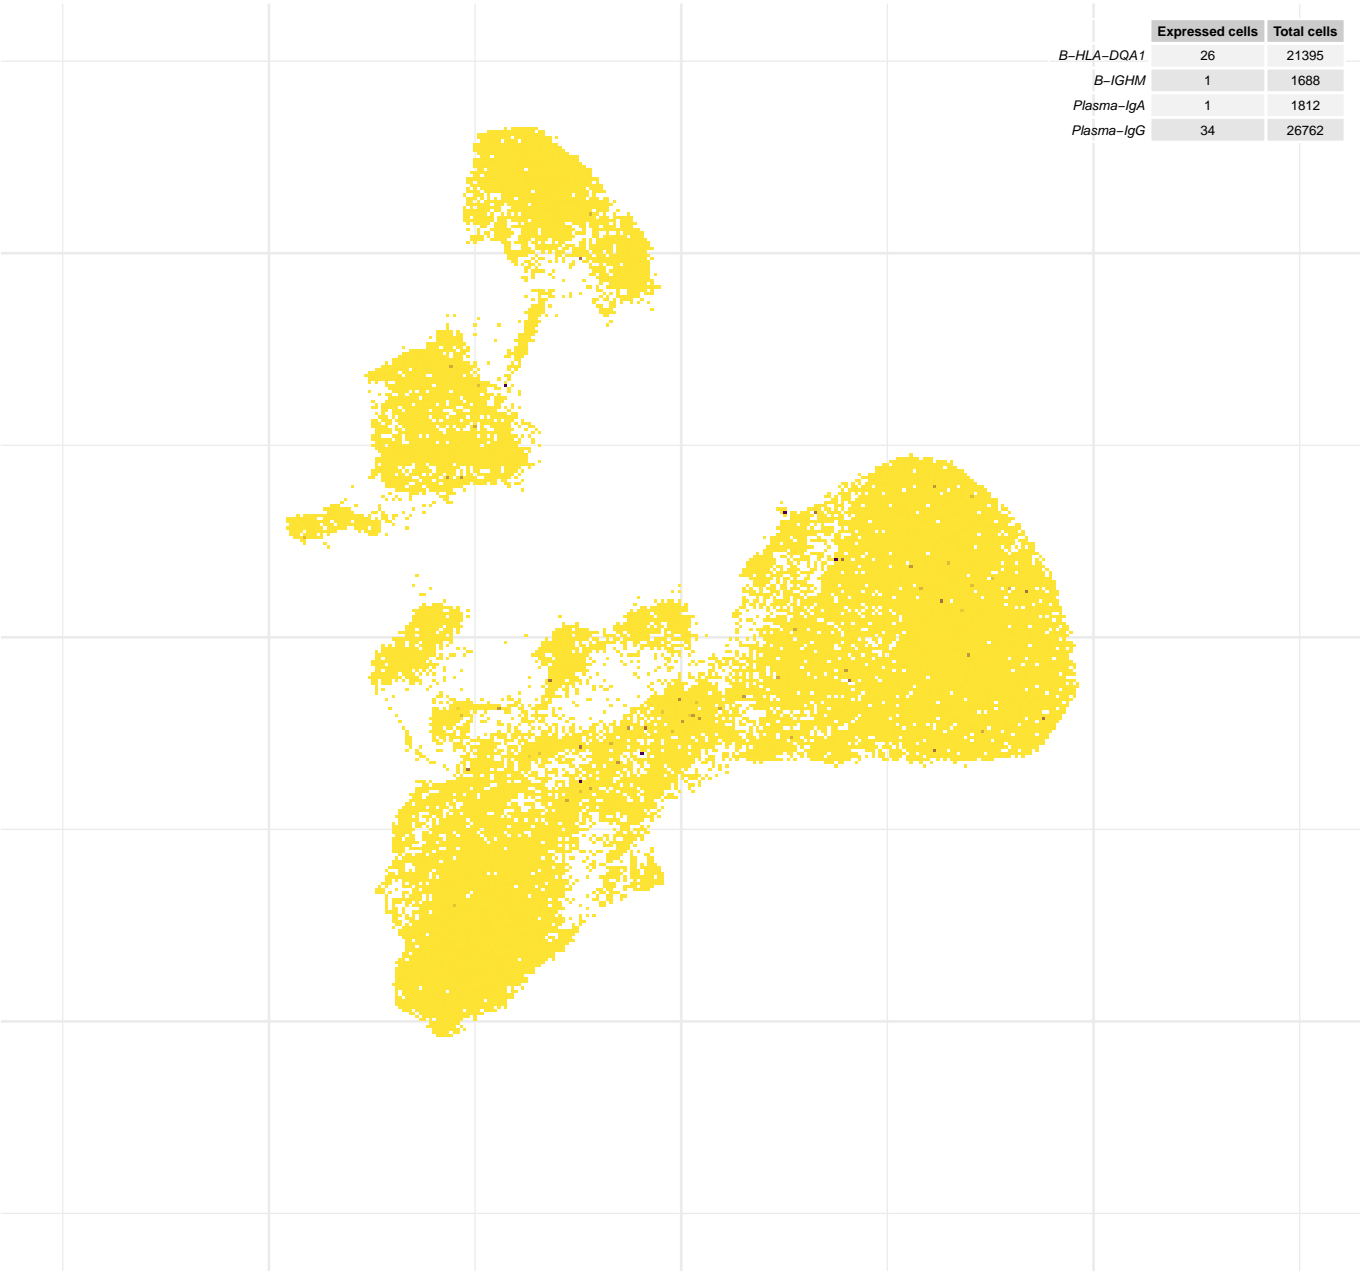 Expressed cells Total cells
B-HLA-DQA1 26 21395
B-IGHM 1 1688
Plasma-IgA 1 1812
Plasma-IgG 34 26762